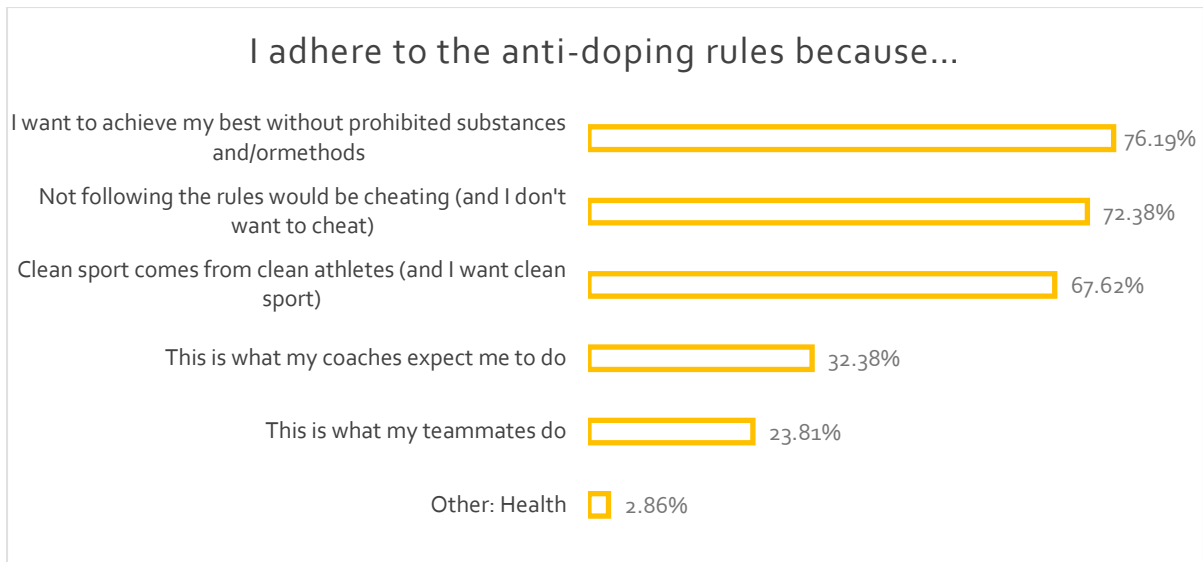 I adhere to the anti-doping rules because...
I want to achieve my best without prohibited substances
and/ormethods
76.19%
Not following the rules would be cheating (and I don't
want to cheat)
72.38%
Clean sport comes from clean athletes (and I want clean
sport)
67.62%
This is what my coaches expect me to do
32.38%
This is what my teammates do
23.81%
Other: Health
2.86%